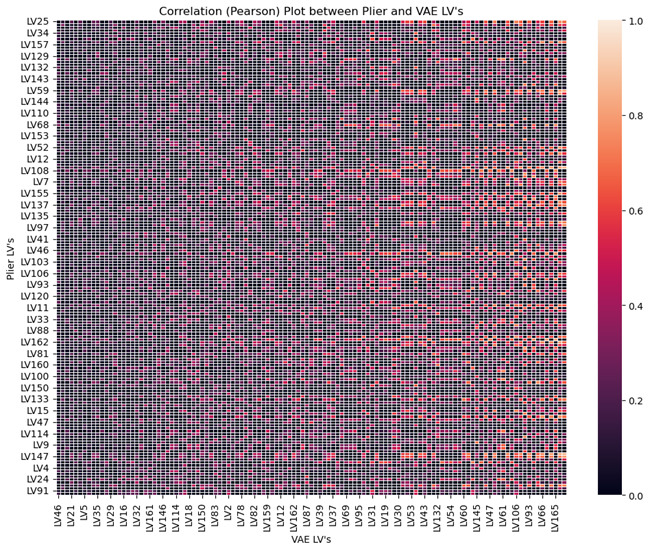 Correlation (Pearson) Plot between Plier and VAE LV's
Plier LV's
LV25
LV34
LV157
LV129
LV132
LV143
LV59
LV144
LV110
LV68
LV153
LV52
LV12
LV108
LV7
LV155
LV137
LV135
LV97
LV41
LV46
LV103
LV106
LV93
LV120
LV11
LV33
LV88
LV162
LV81
LV160
LV100
LV150
LV133
LV15
LV47
LV114
LV9
LV147
LV4
LV24
LV91
LV46
LV21
LV5
LV35
LV29
LV16
LV32
LV161
LV146
LV114
LV18
LV150
LV83
LV2
LV78
LV82
LV159
LV12
LV162
LV87
LV39
LV37
LV69
LV95
LV31
LV19
LV30
LV53
LV43
LV132
LV54
LV60
LV145
LV47
LV61
LV106
LV93
LV66
LV165
VAE LV's
1.0
0.8
0.6
0.4
0.2
0.0